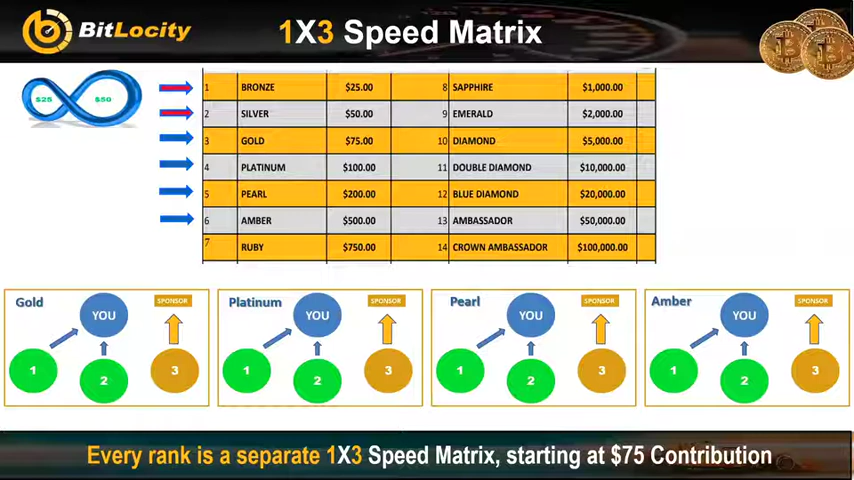 BitLocity
1X3 Speed Matrix
$25 $50
1 BRONZE $25.00 8 SAPPHIRE $1,000.00
2 SILVER $50.00 9 EMERALD $2,000.00
3 GOLD $75.00 10 DIAMOND $5,000.00
4 PLATINUM $100.00 11 DOUBLE DIAMOND $10,000.00
5 PEARL $200.00 12 BLUE DIAMOND $20,000.00
6 AMBER $500.00 13 AMBASSADOR $50,000.00
7 RUBY $750.00 14 CROWN AMBASSADOR $100,000.00
Gold YOU SPONSOR
1 2 3
Platinum YOU SPONSOR
1 2 3
Pearl YOU SPONSOR
1 2 3
Amber YOU SPONSOR
1 2 3
Every rank is a separate 1X3 Speed Matrix, starting at $75 Contribution